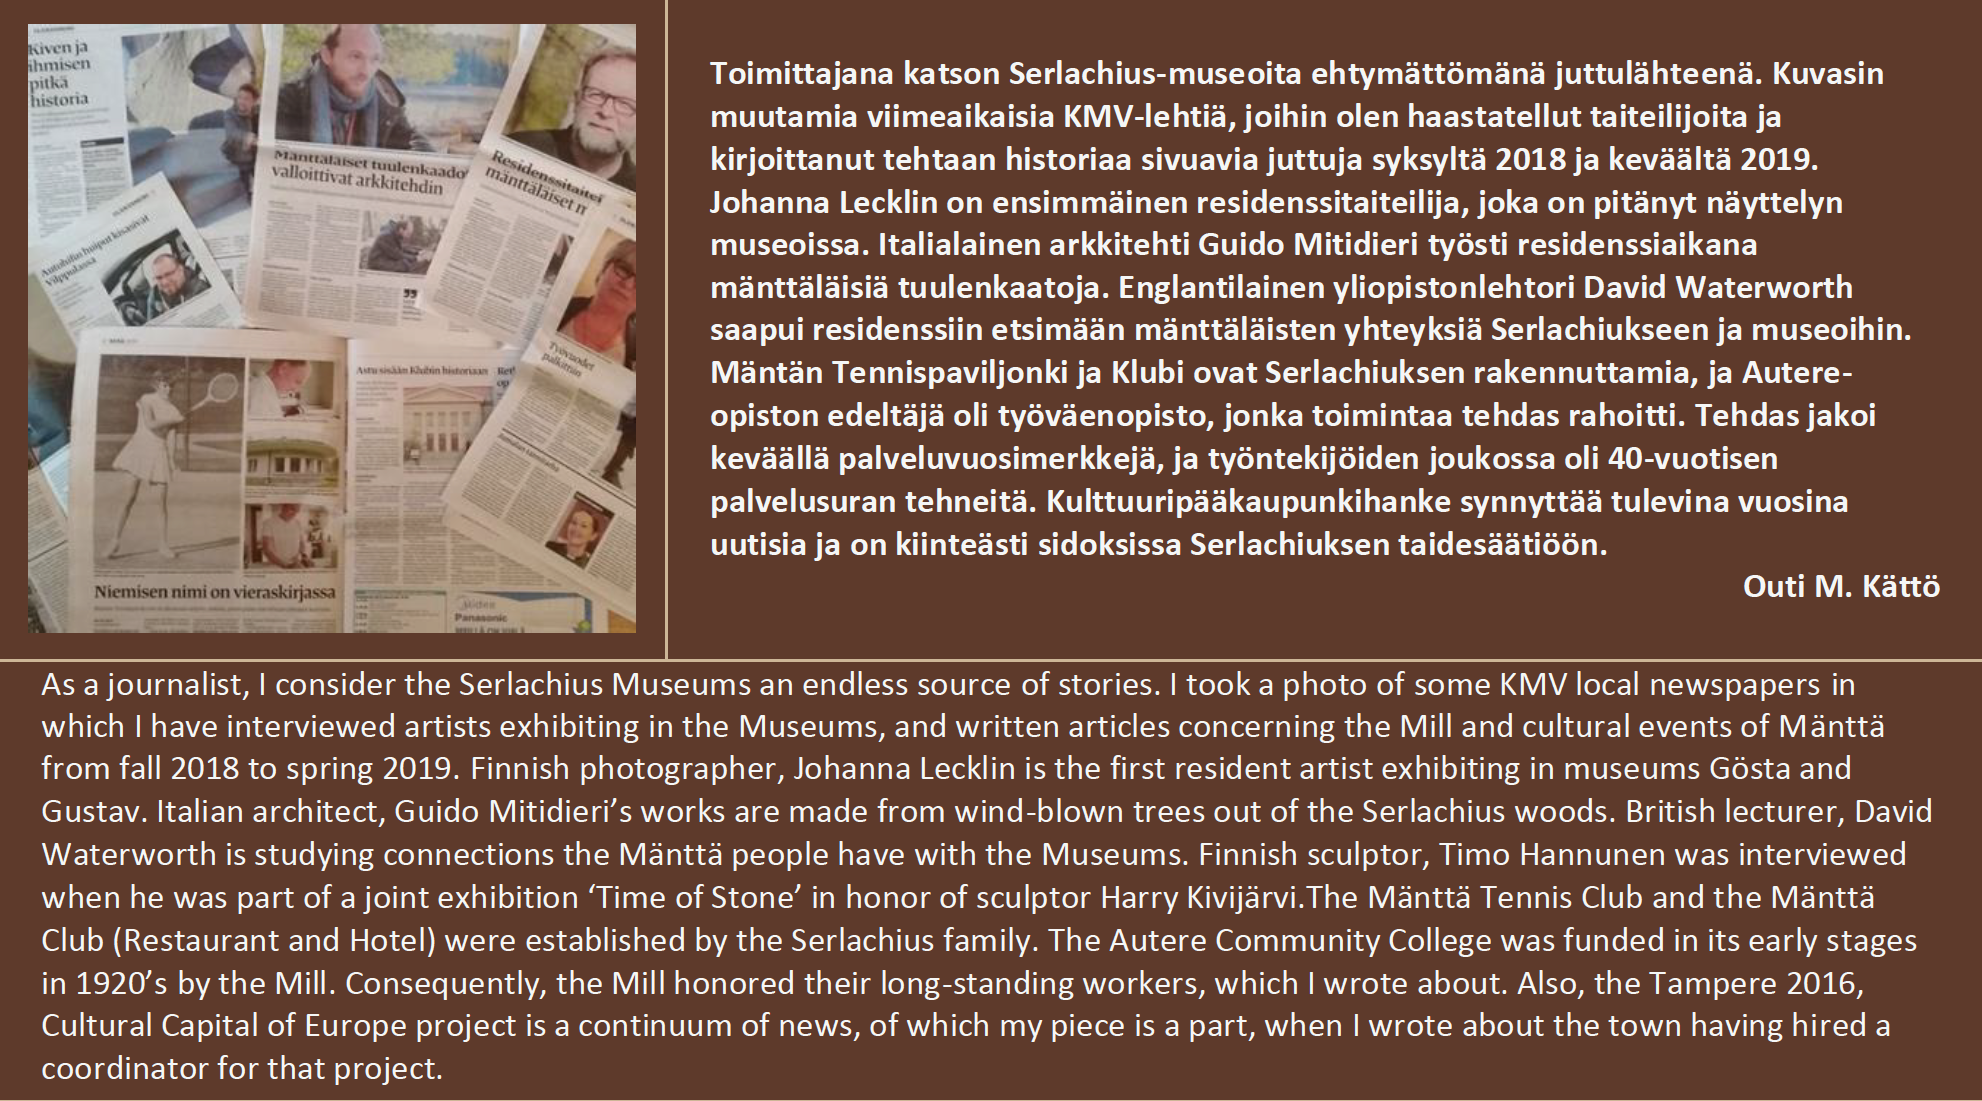 Kiven ja
ihmisen
pitkä
historia
Mänttäläiset tuulenkaadot
valloittivat arkkitehdin
Residenssitaitei
mänttäläiset m
Autohifin huiput kisasivat
Vilppulassa
Työvuodet
palkittiin
Astu sisään Klubin historiaan
Niemisen nimi on vieraskirjassa
Panasonic
Toimittajana katson Serlachius-museoita ehtymättömänä juttulähteenä. Kuvasin
muutamia viimeaikaisia KMV-lehtiä, joihin olen haastatellut taiteilijoita ja
kirjoittanut tehtaan historiaa sivuavia juttuja syksyltä 2018 ja keväältä 2019.
Johanna Lecklin on ensimmäinen residenssitaiteilija, joka on pitänyt näyttelyn
museoissa. Italialainen arkkitehti Guido Mitidieri työsti residenssiaikana
mänttäläisiä tuulenkaatoja. Englantilainen yliopistonlehtori David Waterworth
saapui residenssiin etsimään mänttäläisten yhteyksiä Serlachiukseen ja museoihin.
Mäntän Tennispaviljonki ja Klubi ovat Serlachiuksen rakennuttamia, ja Autere-
opiston edeltäjä oli työväenopisto, jonka toimintaa tehdas rahoitti. Tehdas jakoi
keväällä palveluvuosimerkkejä, ja työntekijöiden joukossa oli 40-vuotisen
palvelusuran tehneitä. Kulttuuripääkaupunkihanke synnyttää tulevina vuosina
uutisia ja on kiinteästi sidoksissa Serlachiuksen taidesäätiöön.
Outi M. Kättö
As a journalist, I consider the Serlachius Museums an endless source of stories. I took a photo of some KMV local newspapers in
which I have interviewed artists exhibiting in the Museums, and written articles concerning the Mill and cultural events of Mänttä
from fall 2018 to spring 2019. Finnish photographer, Johanna Lecklin is the first resident artist exhibiting in museums Gösta and
Gustav. Italian architect, Guido Mitidieri’s works are made from wind-blown trees out of the Serlachius woods. British lecturer, David
Waterworth is studying connections the Mänttä people have with the Museums. Finnish sculptor, Timo Hannunen was interviewed
when he was part of a joint exhibition ‘Time of Stone’ in honor of sculptor Harry Kivijärvi.The Mänttä Tennis Club and the Mänttä
Club (Restaurant and Hotel) were established by the Serlachius family. The Autere Community College was funded in its early stages
in 1920’s by the Mill. Consequently, the Mill honored their long-standing workers, which I wrote about. Also, the Tampere 2016,
Cultural Capital of Europe project is a continuum of news, of which my piece is a part, when I wrote about the town having hired a
coordinator for that project.